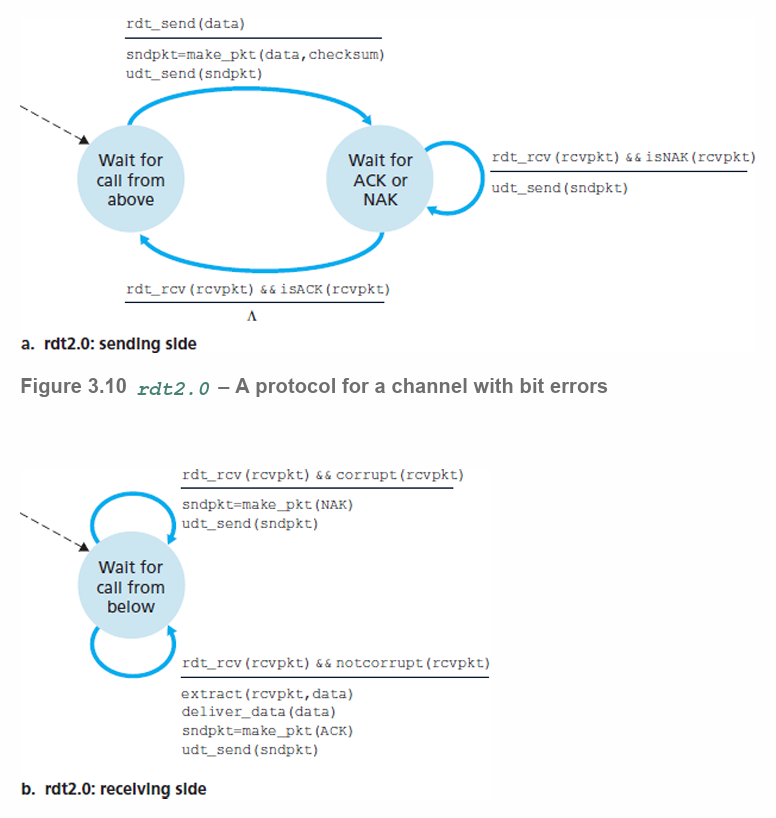 rdt_send(data)
sndpkt=make_pkt(data,checksum)
udt_send(sndpkt)
Wait for
call from
above
Wait for
ACK or
NAK
rdt_rcv(rcvpkt) && isNAK(rcvpkt)
udt_send(sndpkt)
rdt_rcv(rcvpkt) && isACK(rcvpkt)
Λ
a. rdt2.0: sending side
Figure 3.10 rdt2.0 – A protocol for a channel with bit errors
rdt_rcv(rcvpkt) && corrupt(rcvpkt)
sndpkt=make_pkt(NAK)
udt_send(sndpkt)
Wait for
call from
below
rdt_rcv(rcvpkt) && notcorrupt(rcvpkt)
extract(rcvpkt,data)
deliver_data(data)
sndpkt=make_pkt(ACK)
udt_send(sndpkt)
b. rdt2.0: receiving side